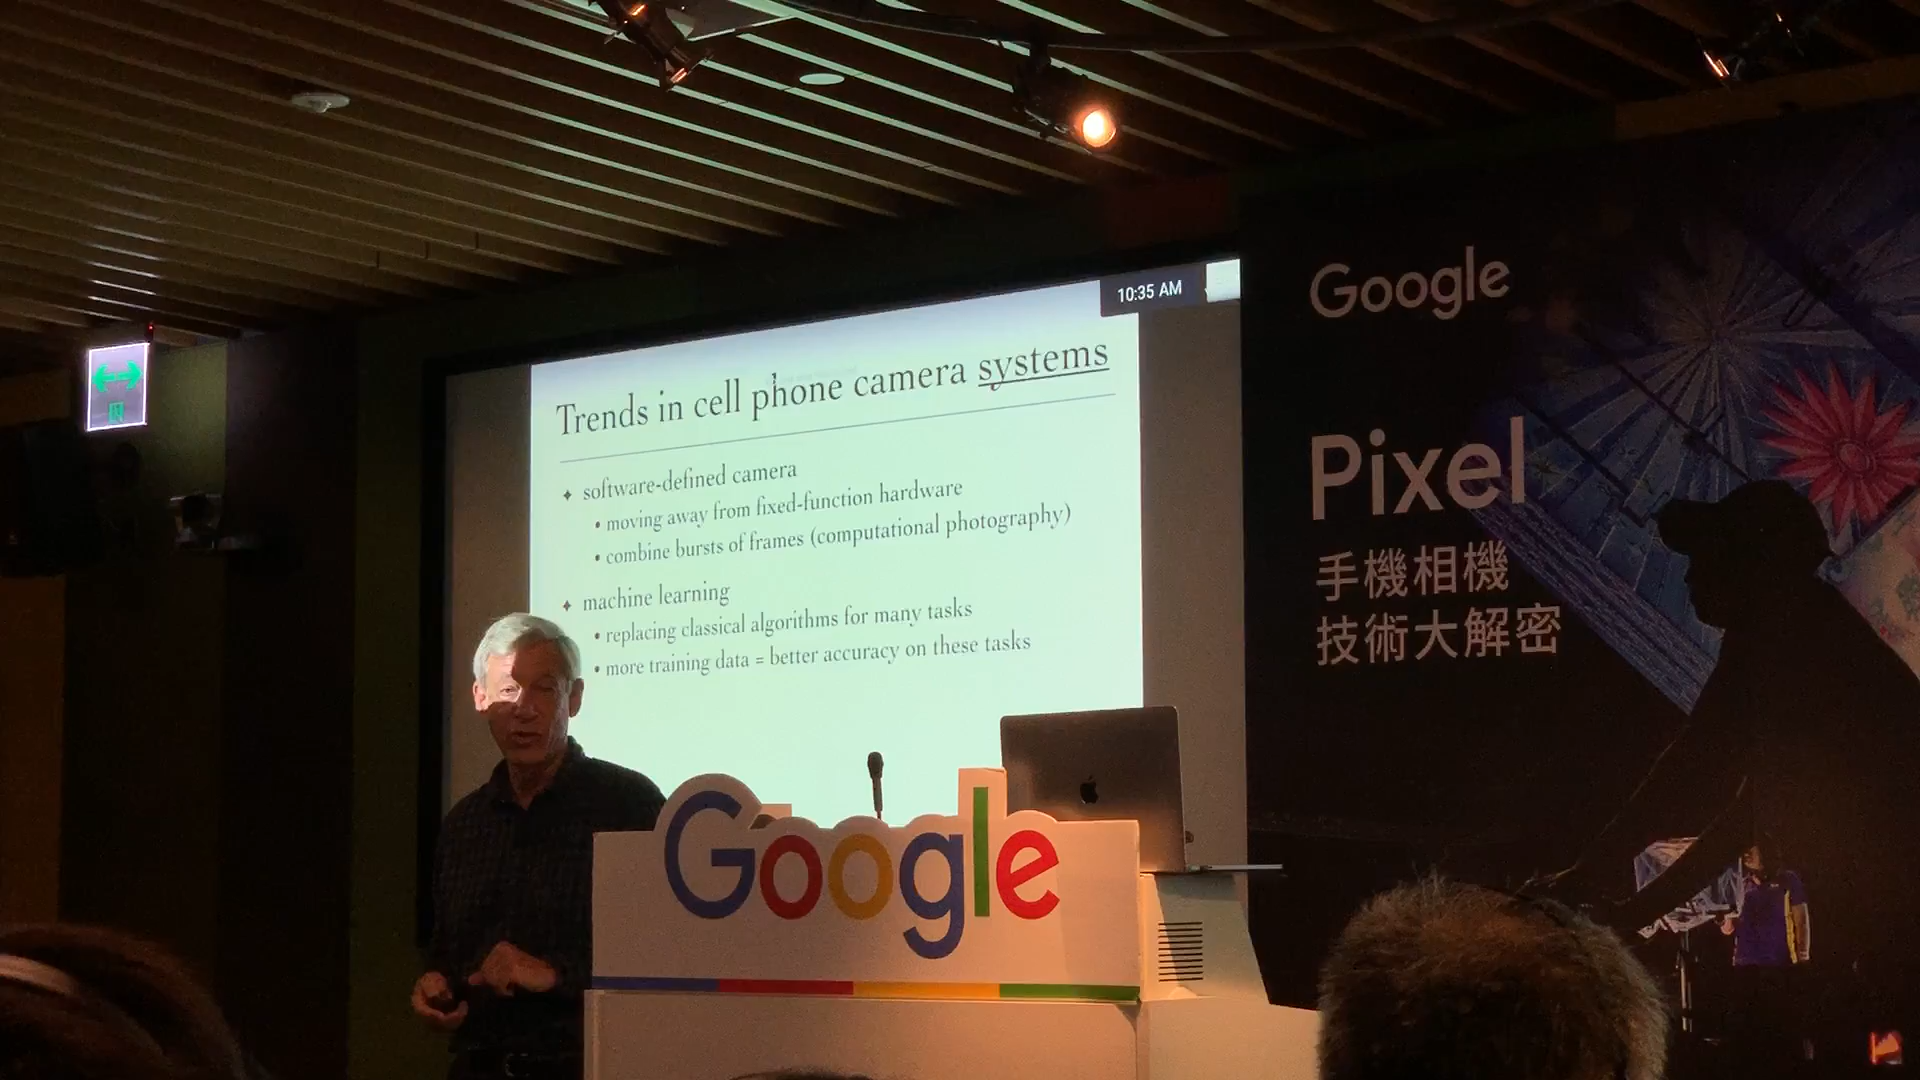 10:35 AM
Trends in cell phone camera systems
✦ software-defined camera
• moving away from fixed-function hardware
• combine bursts of frames (computational photography)
✦ machine learning
• replacing classical algorithms for many tasks
• more training data = better accuracy on these tasks
Google
Google
Pixel
手機相機
技術大解密